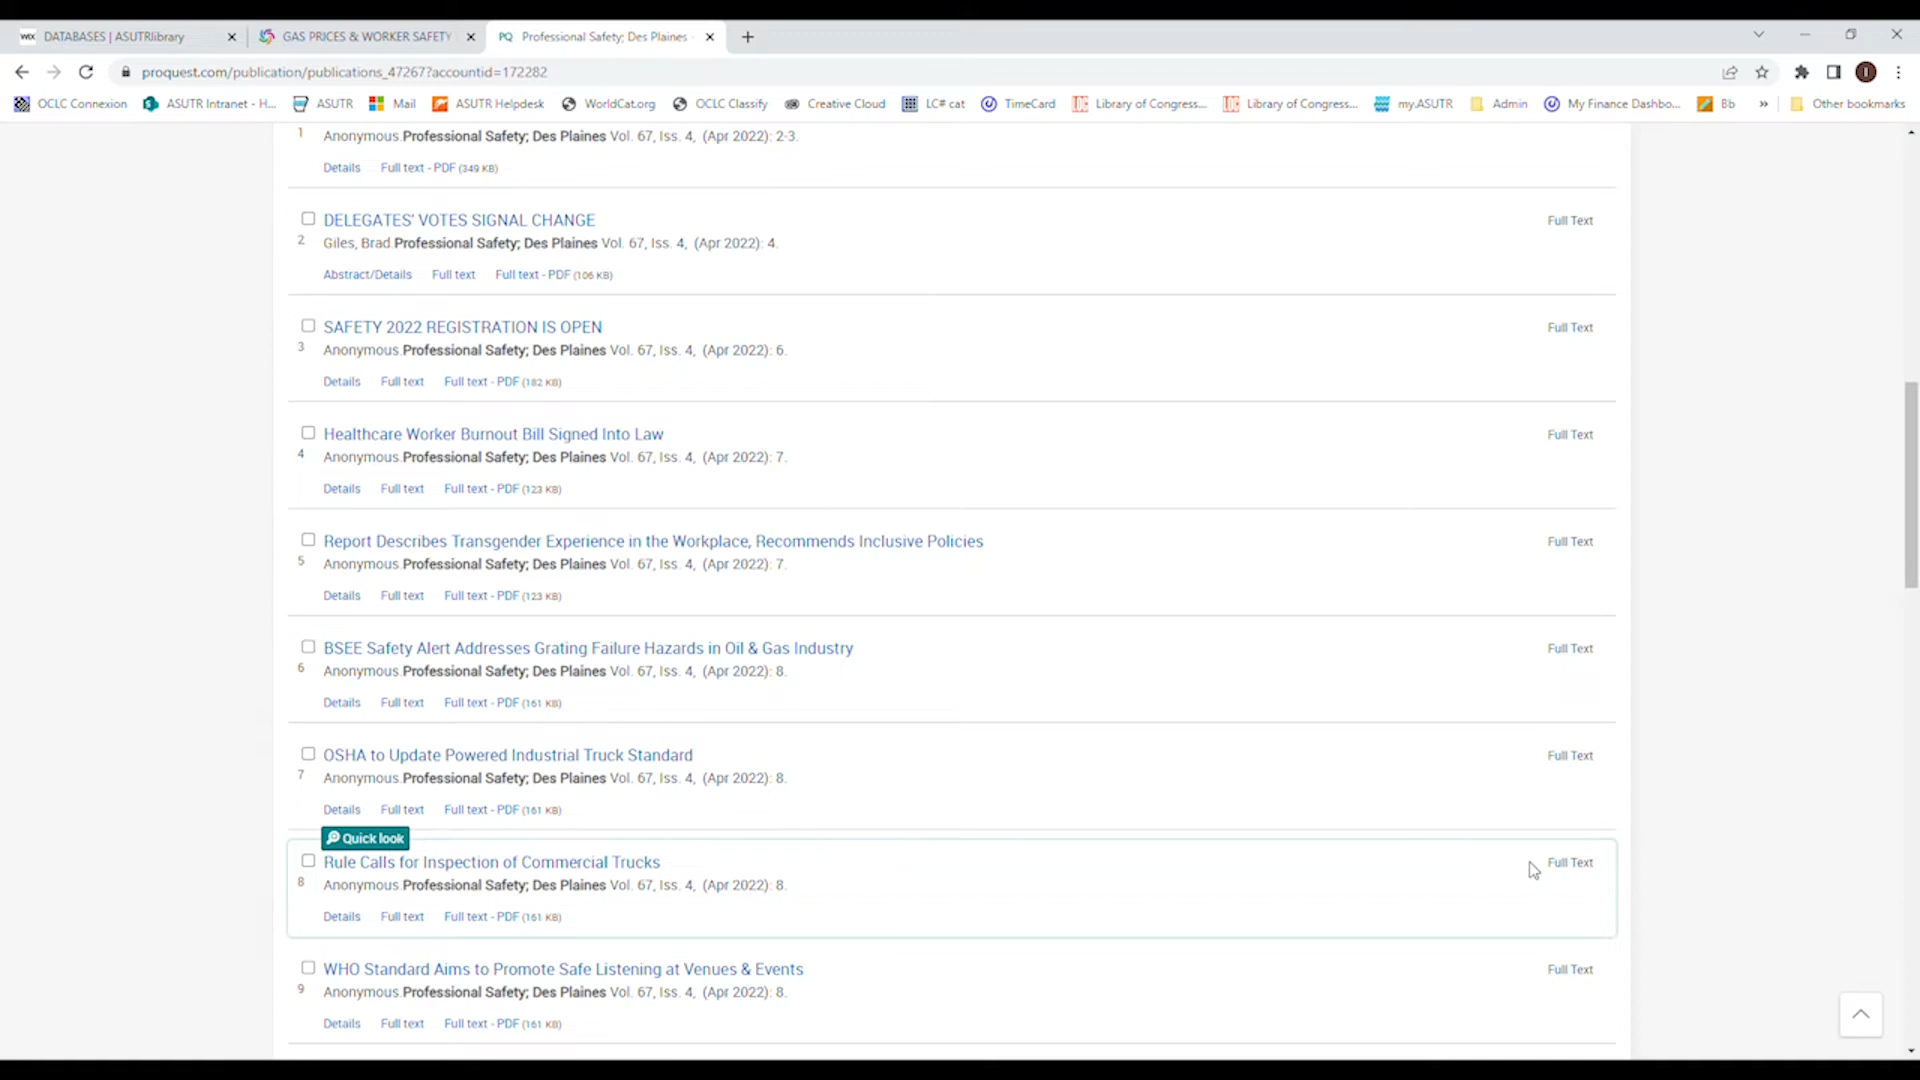 WIX DATABASES | ASUTRlibrary
GAS PRICES & WORKER SAFETY
PQ Professional Safety; Des Plaines -
proquest.com/publication/publications_47267?accountid=172282
I
OCLC Connexion
ASUTR Intranet - H...
ASUTR
Mail
ASUTR Helpdesk
WorldCat.org
OCLC Classify
Creative Cloud
LC# cat
TimeCard
Library of Congress...
Library of Congress...
my.ASUTR
Admin
My Finance Dashbo...
Bb
»
Other bookmarks
1
Anonymous.Professional Safety; Des Plaines Vol. 67, Iss. 4, (Apr 2022): 2-3.
Details Full text - PDF (349 KB)
DELEGATES' VOTES SIGNAL CHANGE Full Text
2
Giles, Brad.Professional Safety; Des Plaines Vol. 67, Iss. 4, (Apr 2022): 4.
Abstract/Details Full text Full text - PDF (106 KB)
SAFETY 2022 REGISTRATION IS OPEN Full Text
3
Anonymous.Professional Safety; Des Plaines Vol. 67, Iss. 4, (Apr 2022): 6.
Details Full text Full text - PDF (182 KB)
Healthcare Worker Burnout Bill Signed Into Law Full Text
4
Anonymous.Professional Safety; Des Plaines Vol. 67, Iss. 4, (Apr 2022): 7.
Details Full text Full text - PDF (123 KB)
Report Describes Transgender Experience in the Workplace, Recommends Inclusive Policies Full Text
5
Anonymous.Professional Safety; Des Plaines Vol. 67, Iss. 4, (Apr 2022): 7.
Details Full text Full text - PDF (123 KB)
BSEE Safety Alert Addresses Grating Failure Hazards in Oil & Gas Industry Full Text
6
Anonymous.Professional Safety; Des Plaines Vol. 67, Iss. 4, (Apr 2022): 8.
Details Full text Full text - PDF (161 KB)
OSHA to Update Powered Industrial Truck Standard Full Text
7
Anonymous.Professional Safety; Des Plaines Vol. 67, Iss. 4, (Apr 2022): 8.
Details Full text Full text - PDF (161 KB)
Quick look
Rule Calls for Inspection of Commercial Trucks Full Text
8
Anonymous.Professional Safety; Des Plaines Vol. 67, Iss. 4, (Apr 2022): 8.
Details Full text Full text - PDF (161 KB)
WHO Standard Aims to Promote Safe Listening at Venues & Events Full Text
9
Anonymous.Professional Safety; Des Plaines Vol. 67, Iss. 4, (Apr 2022): 8.
Details Full text Full text - PDF (161 KB)